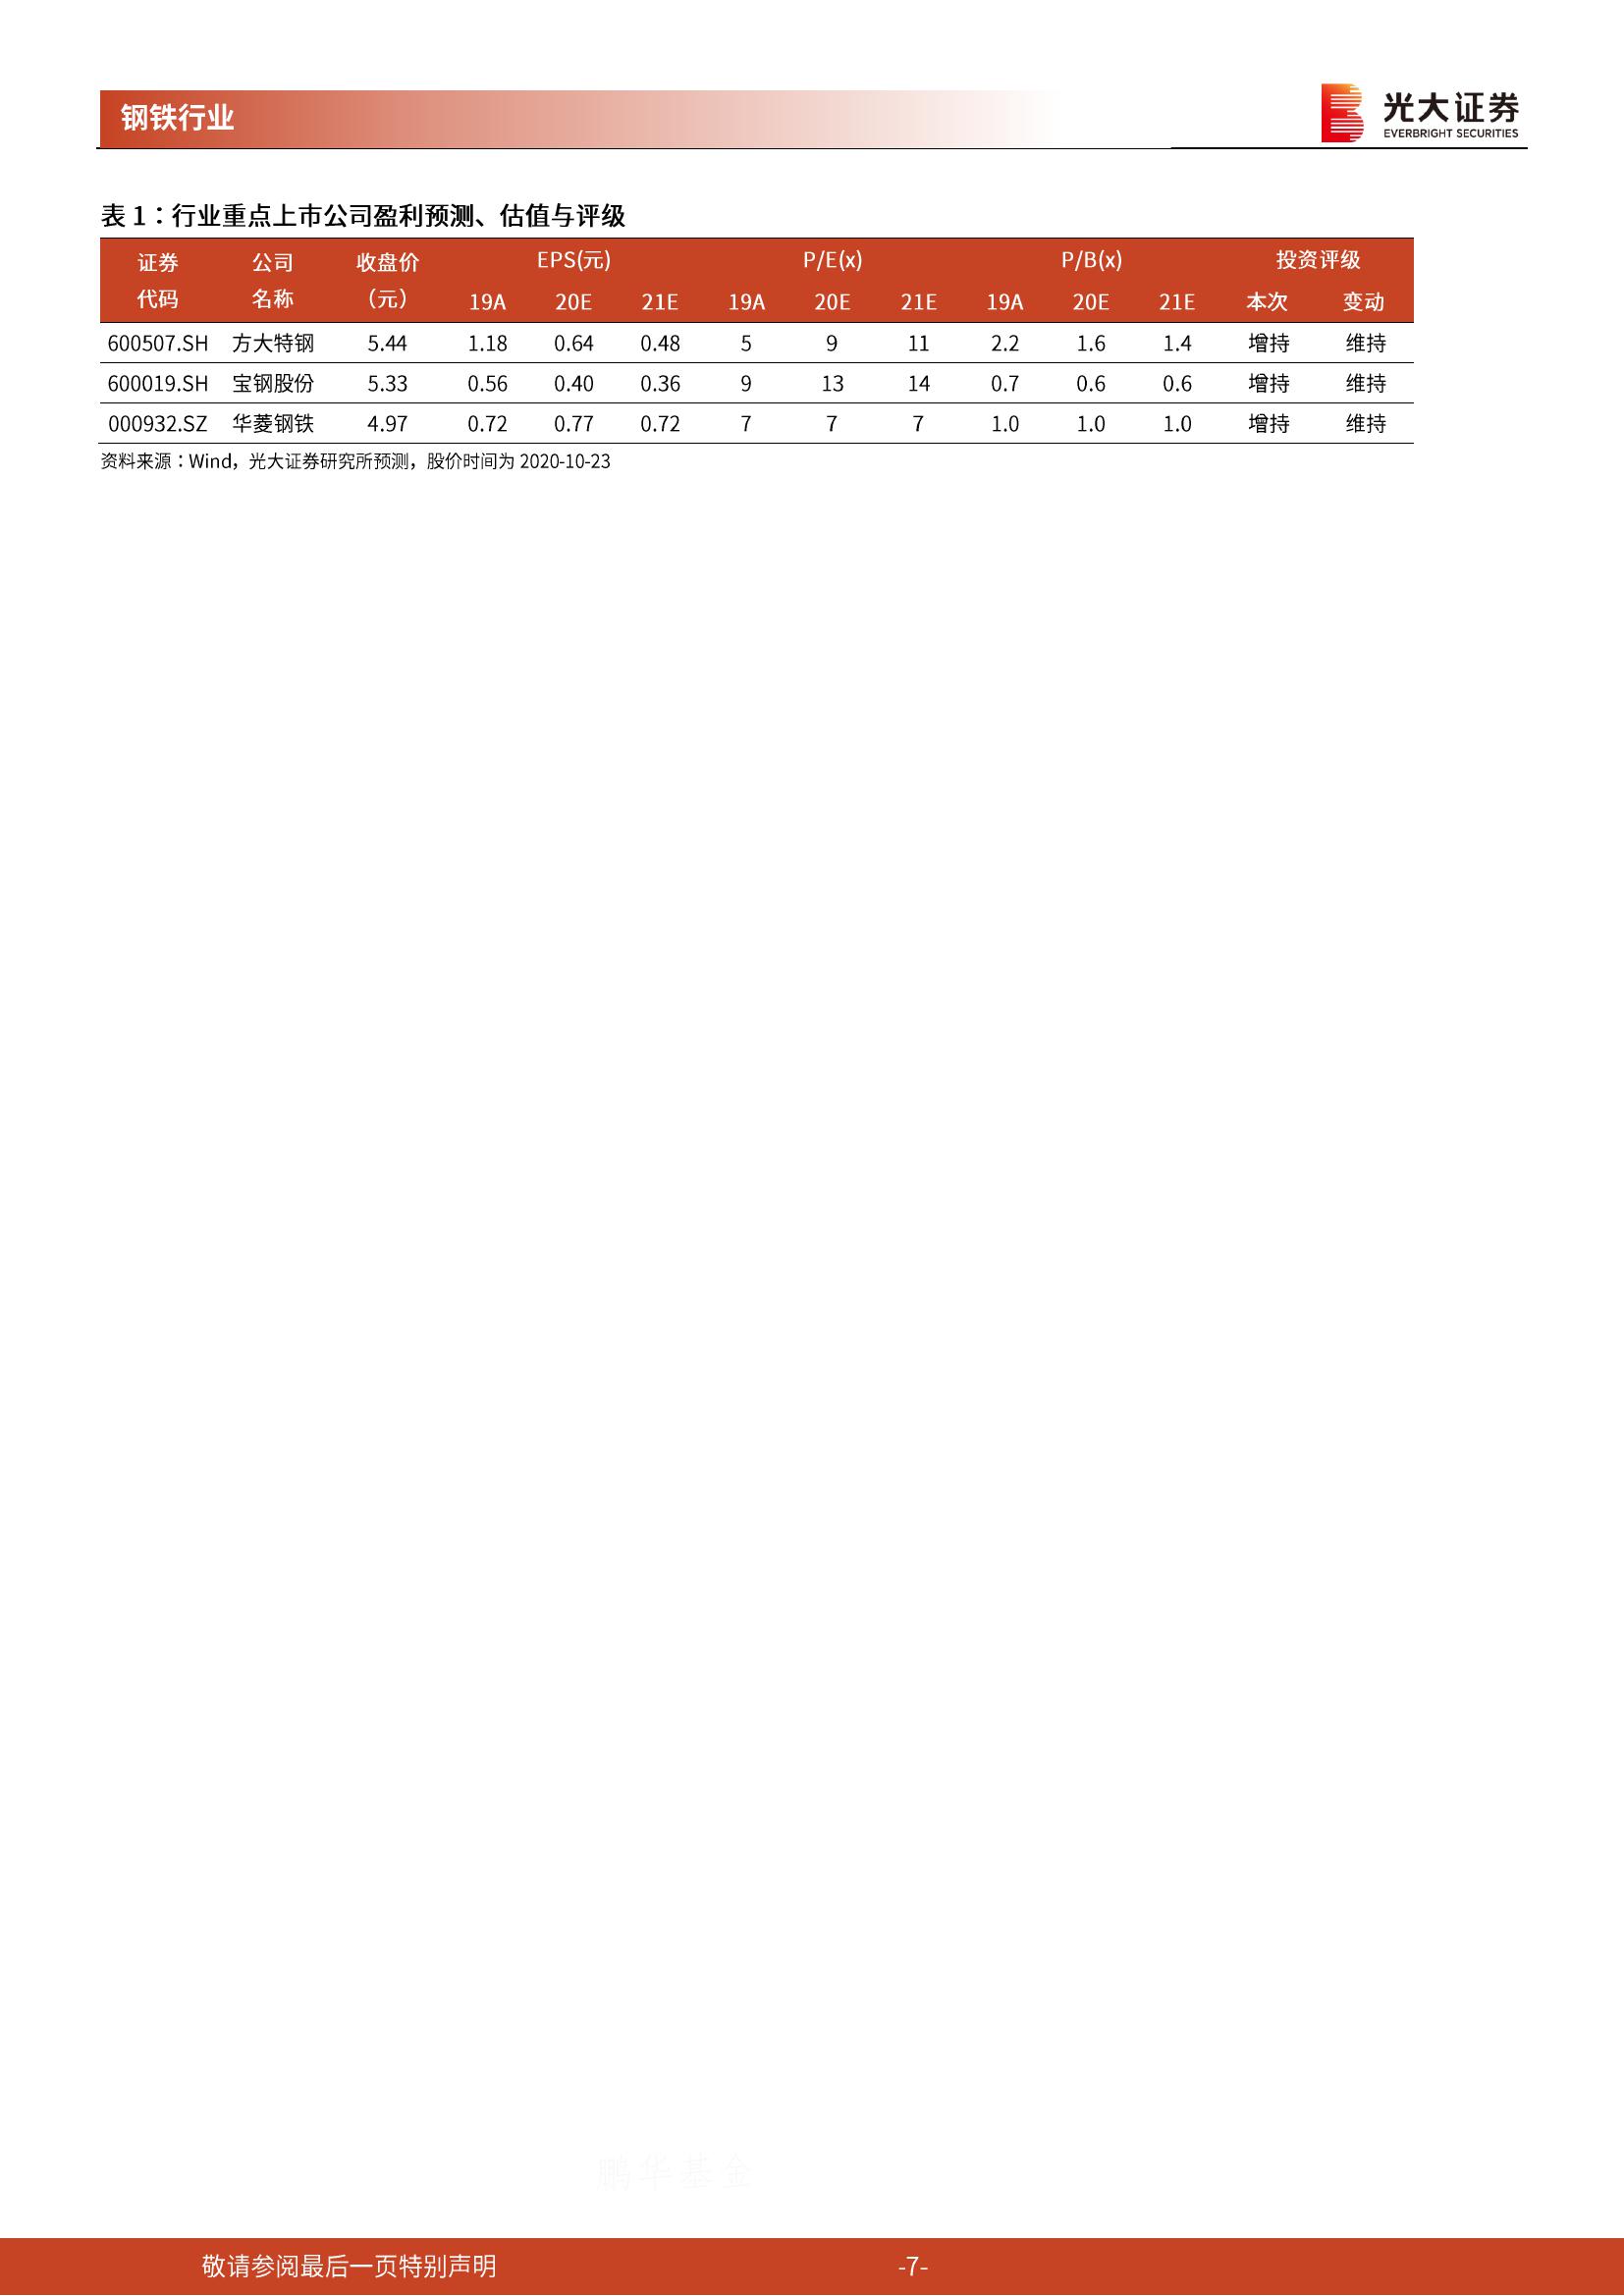 钢铁行业
光大证券
EVERBRIGHT SECURITIES
表 1：行业重点上市公司盈利预测、估值与评级
证券 公司 收盘价 EPS(元) P/E(x) P/B(x) 投资评级
代码 名称 （元） 19A 20E 21E 19A 20E 21E 19A 20E 21E 本次 变动
600507.SH 方大特钢 5.44 1.18 0.64 0.48 5 9 11 2.2 1.6 1.4 增持 维持
600019.SH 宝钢股份 5.33 0.56 0.40 0.36 9 13 14 0.7 0.6 0.6 增持 维持
000932.SZ 华菱钢铁 4.97 0.72 0.77 0.72 7 7 7 1.0 1.0 1.0 增持 维持
资料来源：Wind，光大证券研究所预测，股价时间为 2020-10-23
鹏华基金
敬请参阅最后一页特别声明 -7-